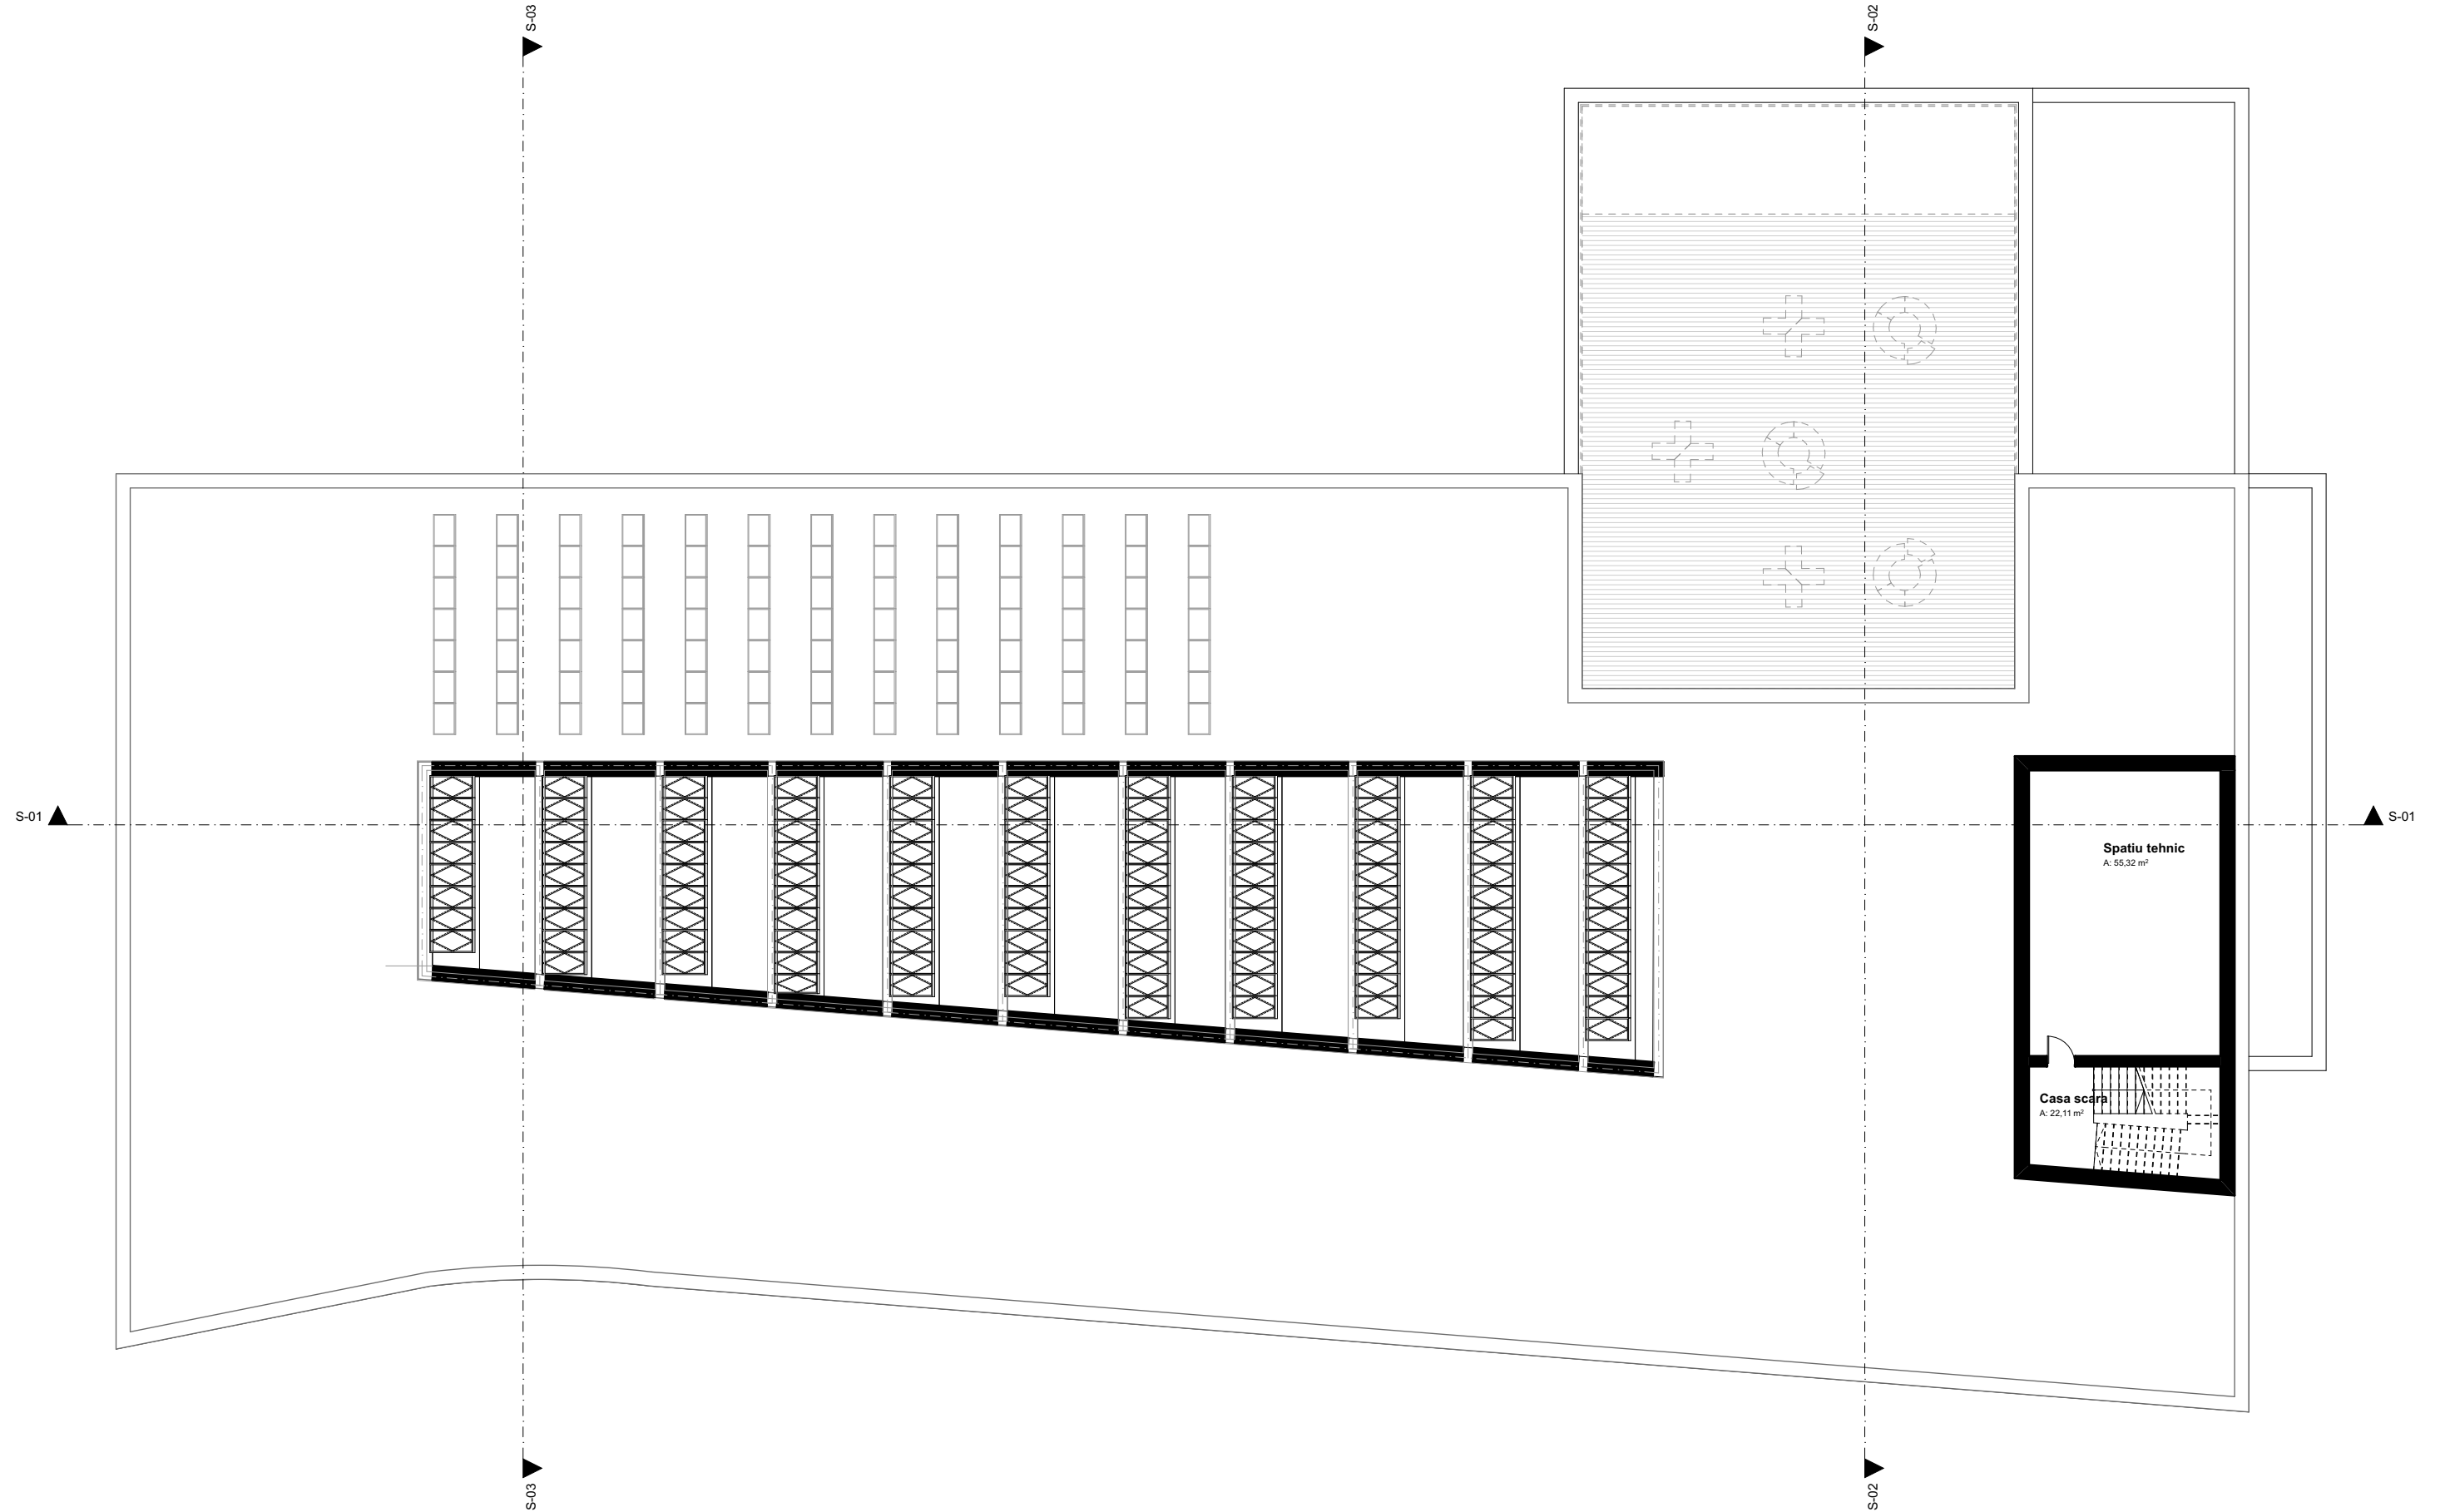 S-03
S-02
S-01
S-01
Spatiu tehnic
A: 55,32 m²
Casa scara
A: 22,11 m²
S-03
S-02